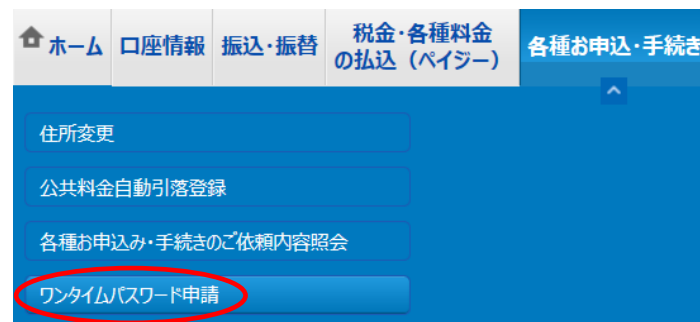 ホーム
口座情報
振込・振替
税金・各種料金
の払込（ペイジー）
各種お申込・手続き
住所変更
公共料金自動引落登録
各種お申込み・手続きのご依頼内容照会
ワンタイムパスワード申請